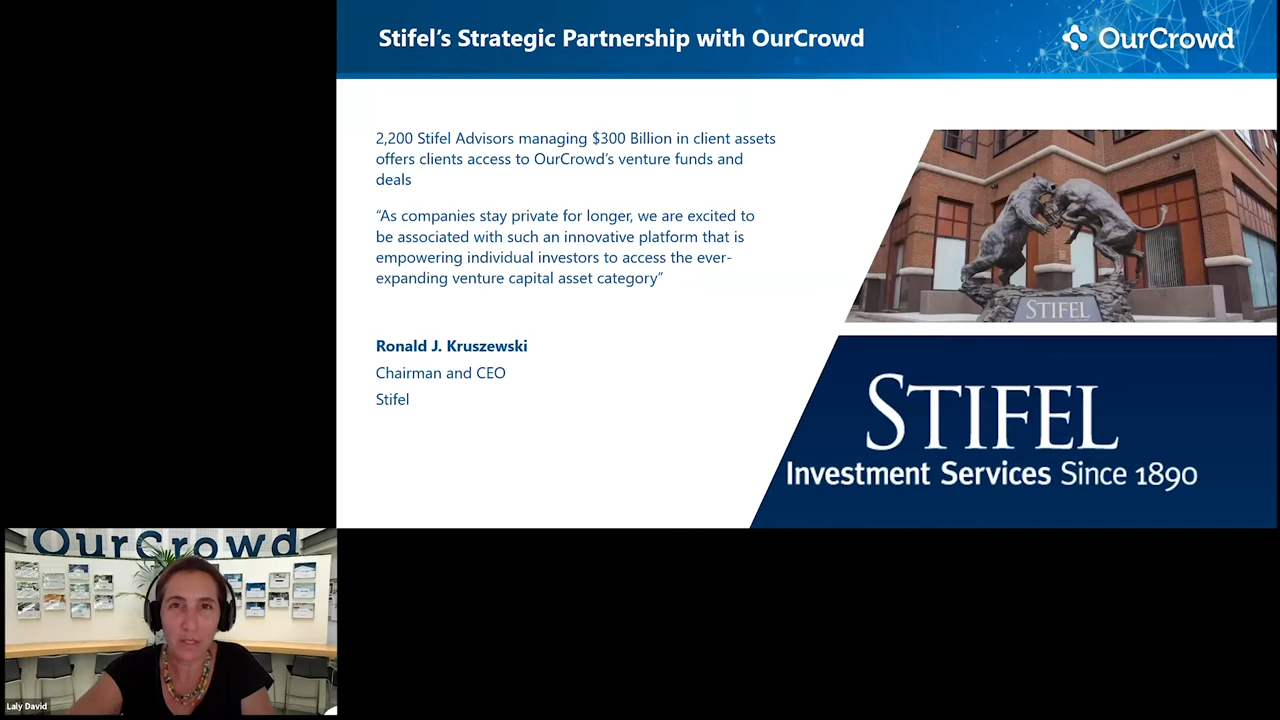 Stifel’s Strategic Partnership with OurCrowd
OurCrowd
2,200 Stifel Advisors managing $300 Billion in client assets
offers clients access to OurCrowd’s venture funds and
deals
“As companies stay private for longer, we are excited to
be associated with such an innovative platform that is
empowering individual investors to access the ever-
expanding venture capital asset category”
Ronald J. Kruszewski
Chairman and CEO
Stifel
STIFEL
STIFEL
Investment Services Since 1890
OurCrowd
Laly David